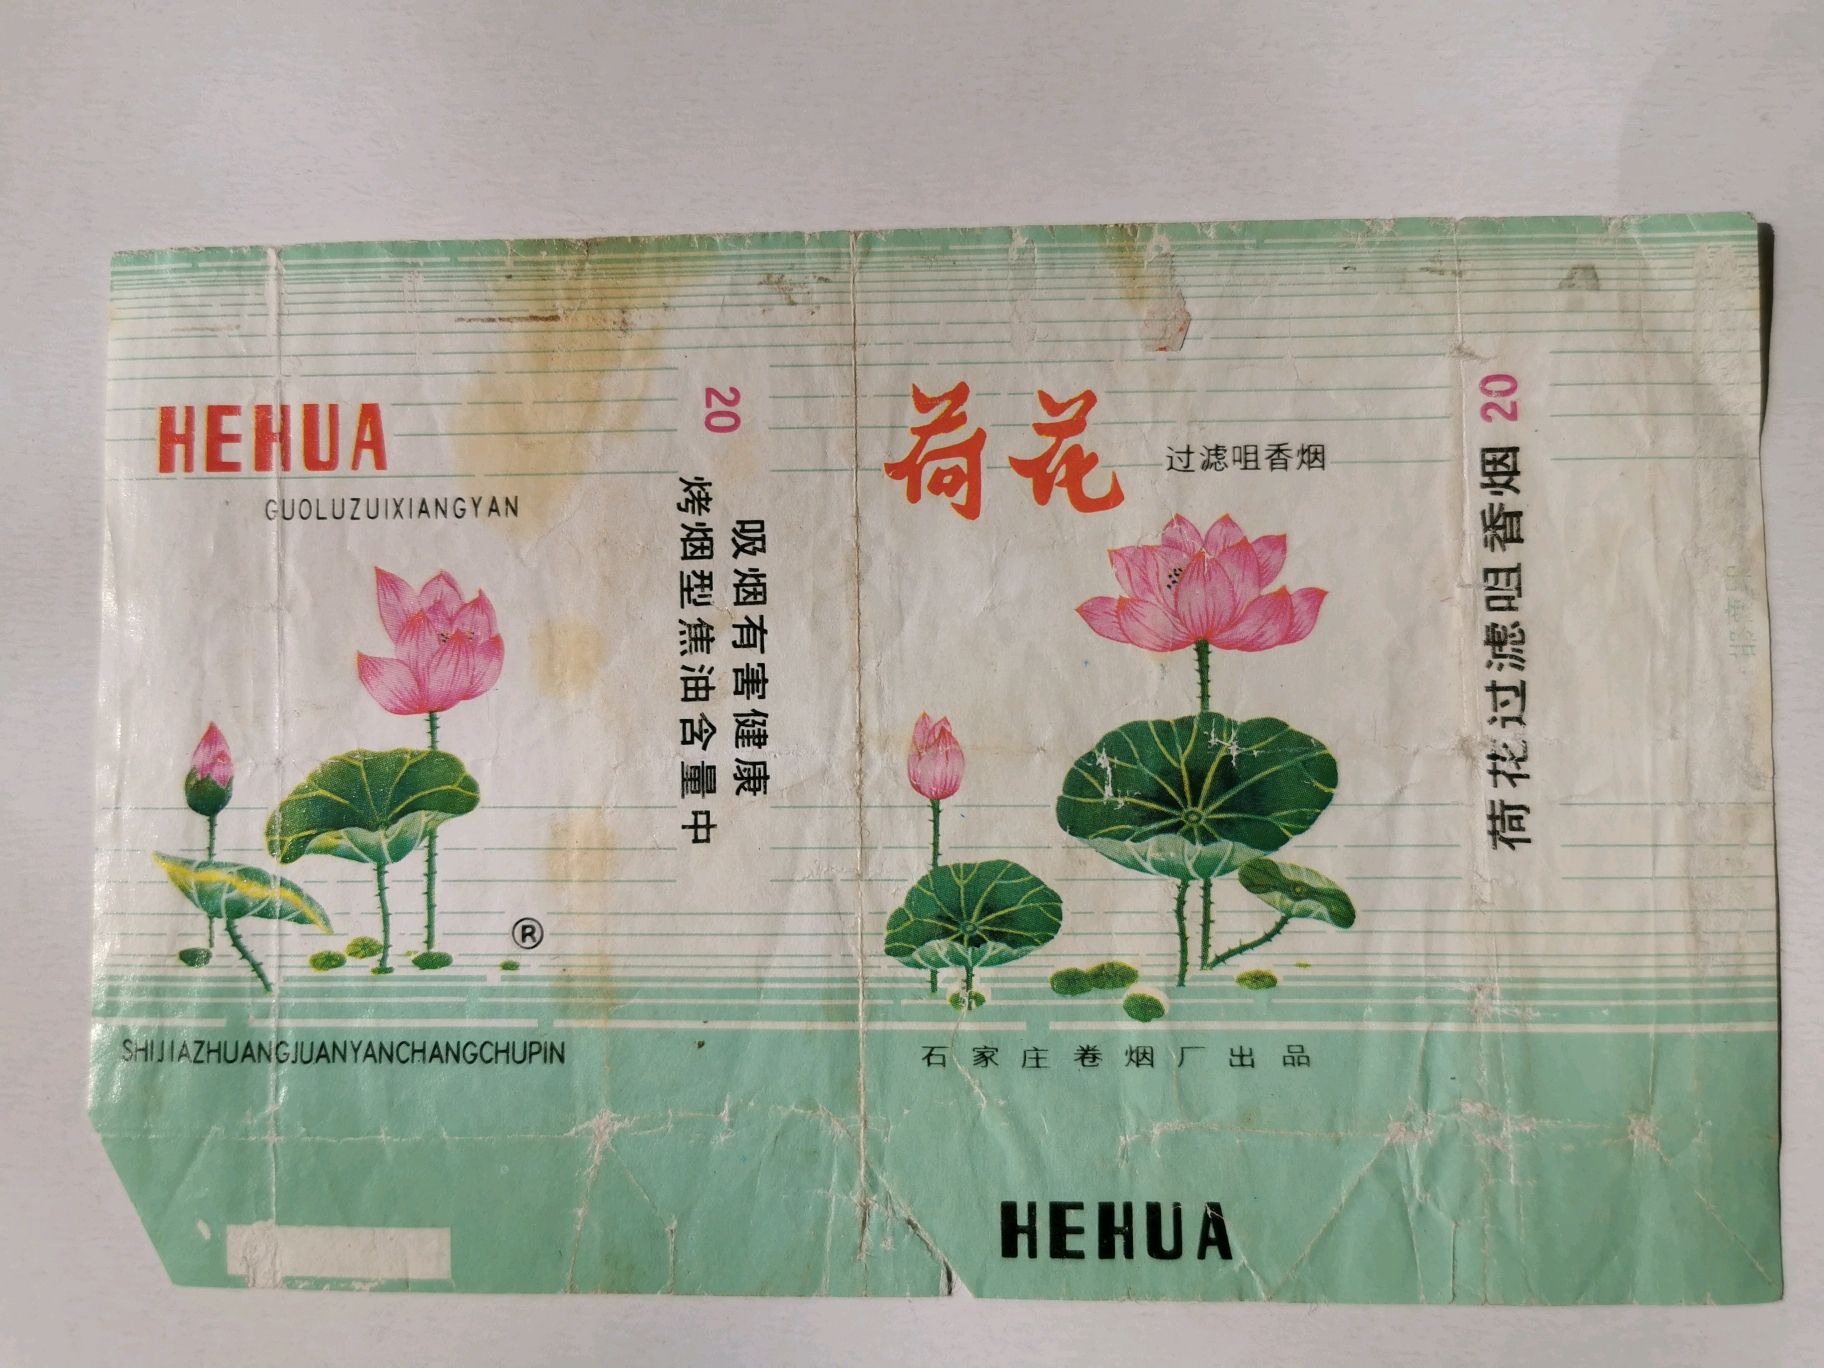 HEHUA
GUOLUZUIXIANGYAN
®
SHIJIAZHUANGJUANYANCHANGCHUPIN
20
吸烟有害健康
烤烟型焦油含量中
荷花
过滤咀香烟
石家庄卷烟厂出品
HEHUA
荷花过滤咀香烟 20